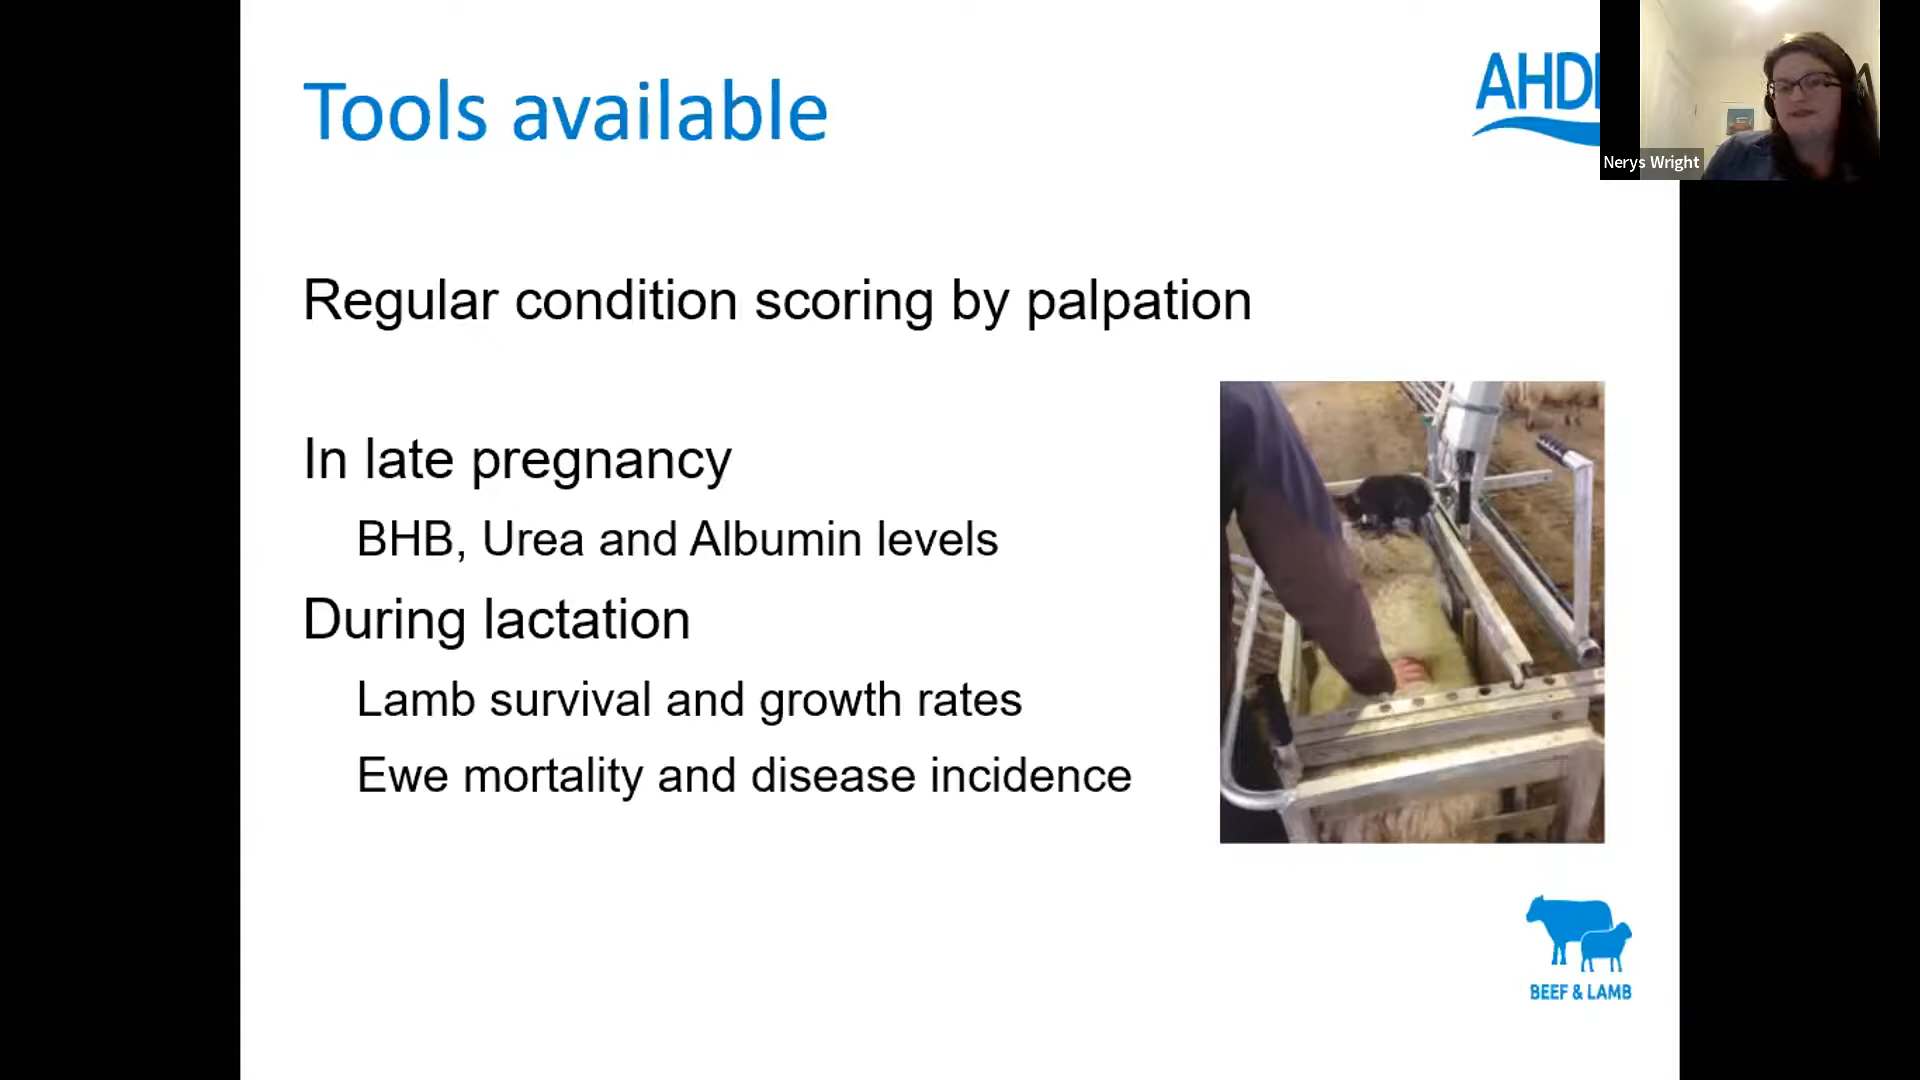 Tools available
AHD
Nerys Wright
Regular condition scoring by palpation
In late pregnancy
BHB, Urea and Albumin levels
During lactation
Lamb survival and growth rates
Ewe mortality and disease incidence
BEEF & LAMB